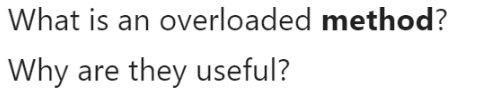 What is an overloaded method?
Why are they useful?